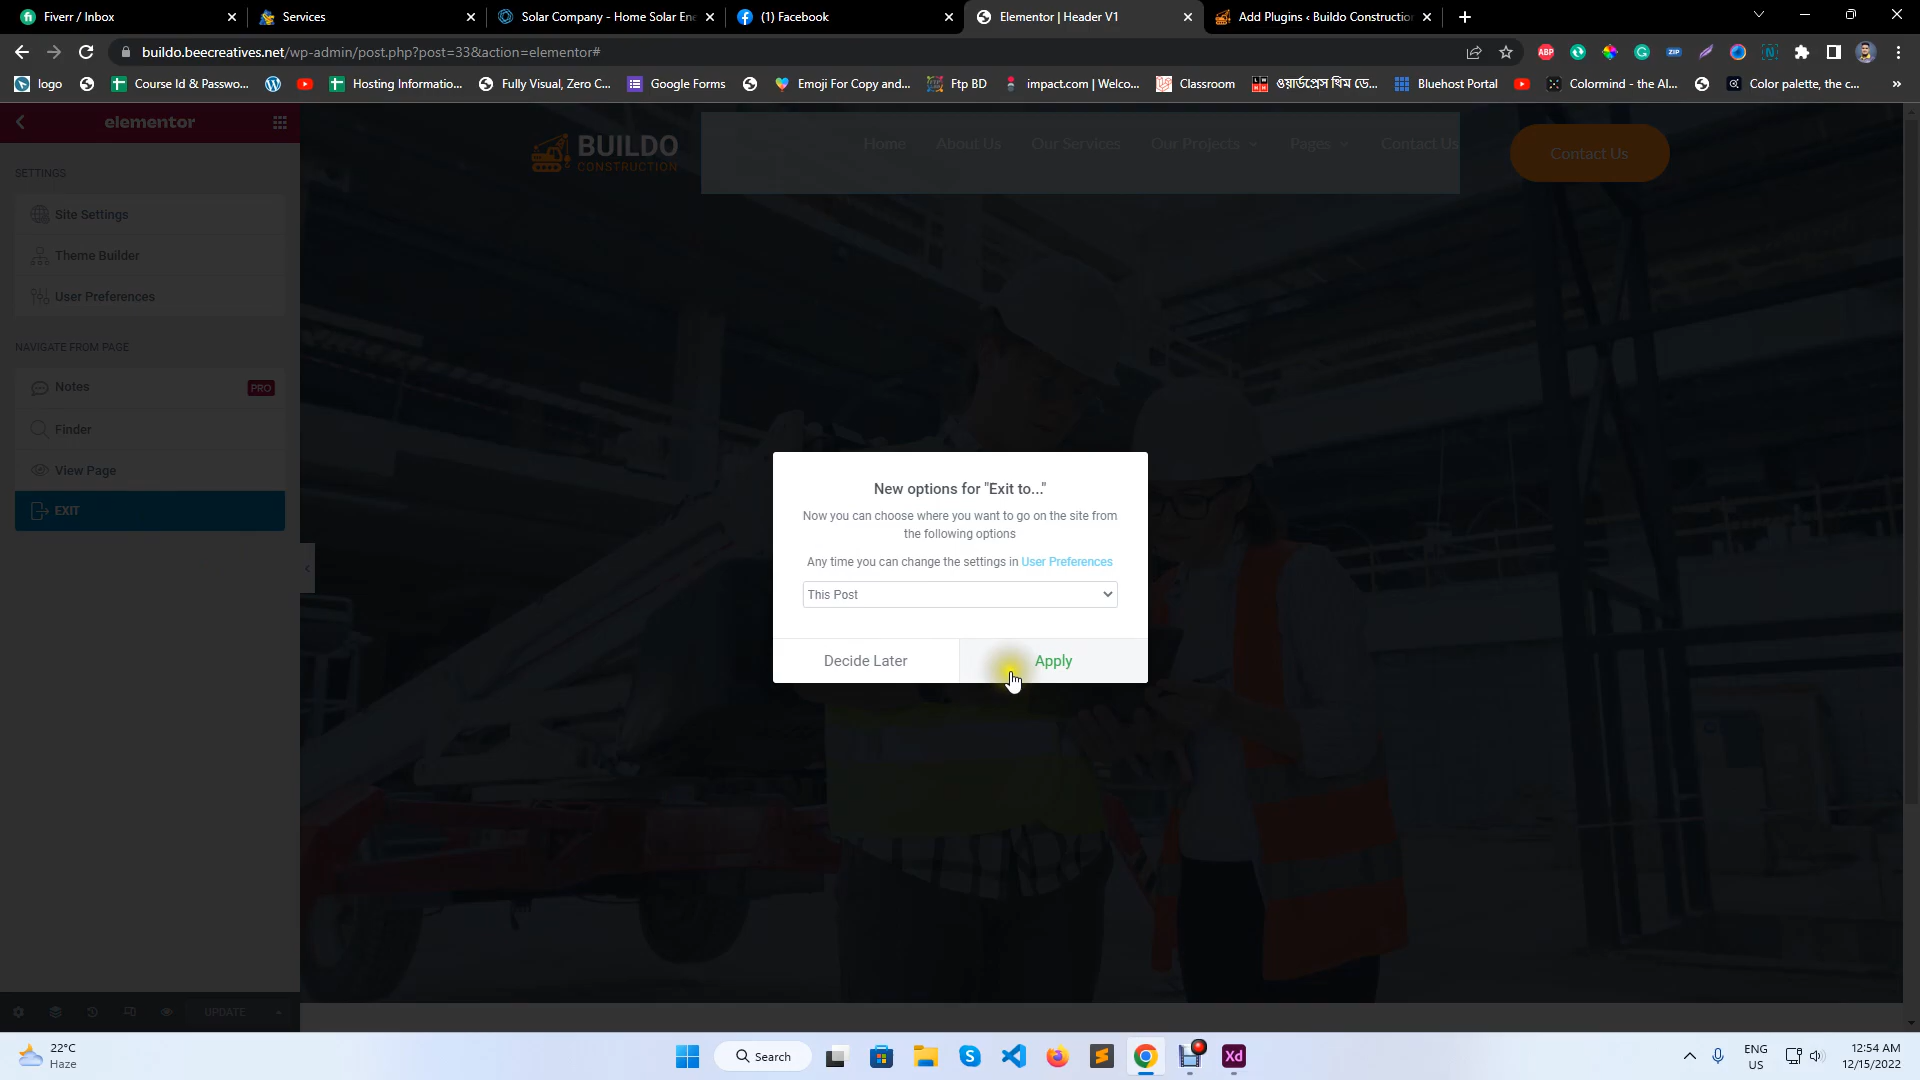 Fiverr / Inbox
Services
Solar Company - Home Solar Ene
(1) Facebook
Elementor | Header V1
Add Plugins ‹ Buildo Construction
buildo.beecreatives.net/wp-admin/post.php?post=33&action=elementor#
logo
Course Id & Passwo...
Hosting Informatio...
Fully Visual, Zero C...
Google Forms
Emoji For Copy and...
Ftp BD
impact.com | Welco...
Classroom
ওয়ার্ডপ্রেস থিম ডে...
Bluehost Portal
Colormind - the AI...
Color palette, the c...
elementor
SETTINGS
Site Settings
Theme Builder
User Preferences
NAVIGATE FROM PAGE
Notes
PRO
Finder
View Page
EXIT
UPDATE
BUILDO
CONSTRUCTION
Home
About Us
Our Services
Our Projects
Pages
Contact Us
Contact Us
New options for "Exit to..."
Now you can choose where you want to go on the site from
the following options
Any time you can change the settings in User Preferences
This Post
Decide Later
Apply
22°C
Haze
Search
Xd
ENG
US
12:54 AM
12/15/2022